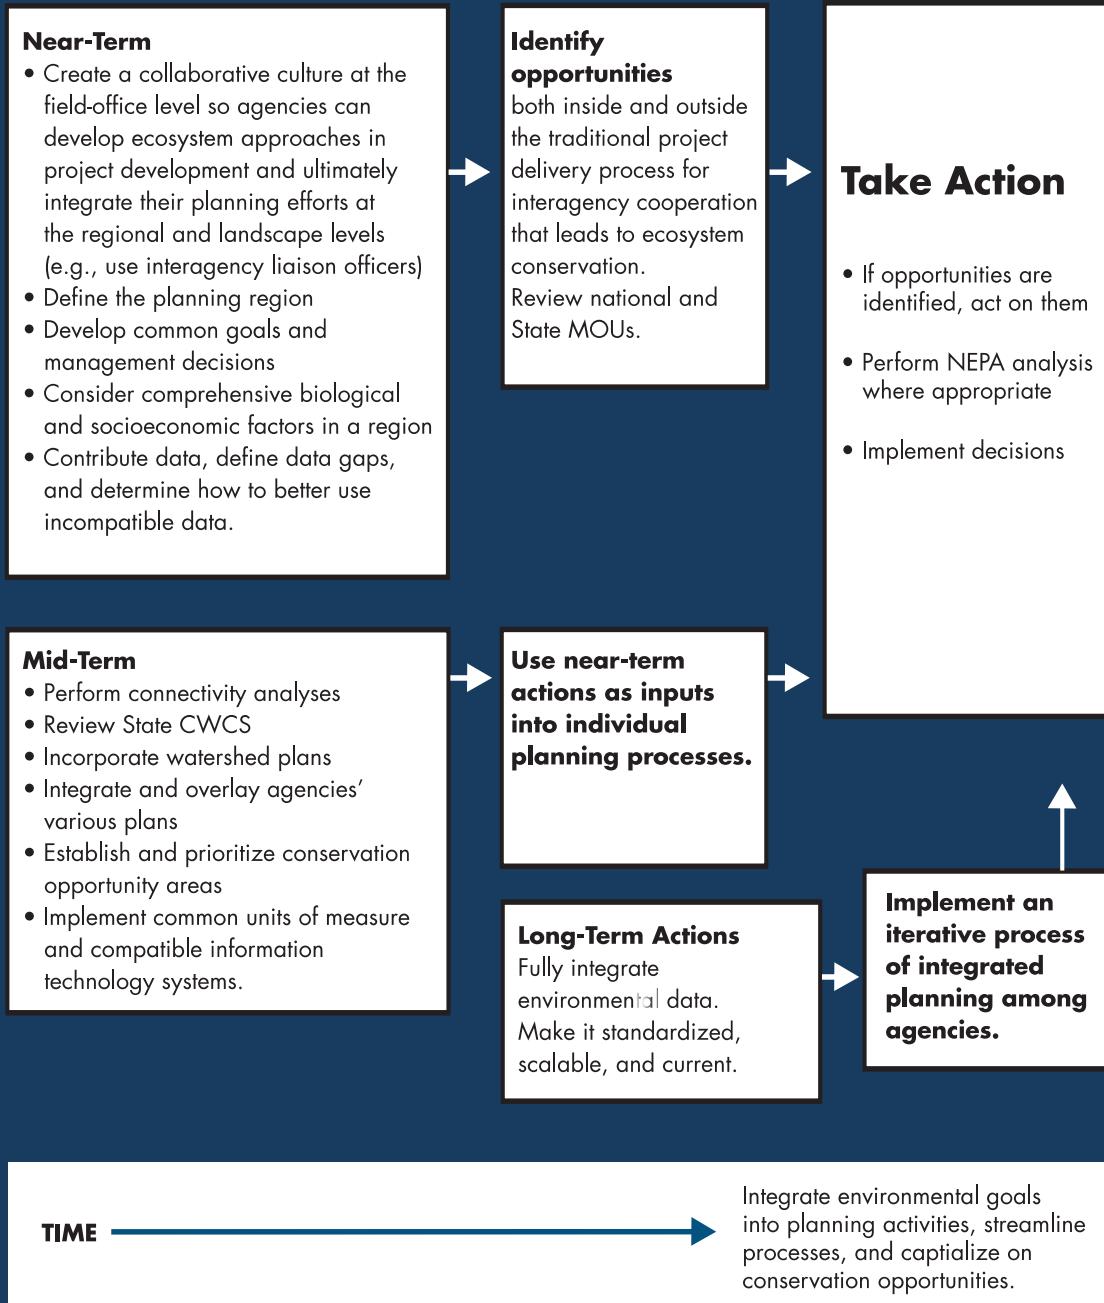 Near-Term
• Create a collaborative culture at the
field-office level so agencies can
develop ecosystem approaches in
project development and ultimately
integrate their planning efforts at
the regional and landscape levels
(e.g., use interagency liaison officers)
• Define the planning region
• Develop common goals and
management decisions
• Consider comprehensive biological
and socioeconomic factors in a region
• Contribute data, define data gaps,
and determine how to better use
incompatible data.
Identify
opportunities
both inside and outside
the traditional project
delivery process for
interagency cooperation
that leads to ecosystem
conservation.
Review national and
State MOUs.
Take Action
• If opportunities are
identified, act on them
• Perform NEPA analysis
where appropriate
• Implement decisions
Mid-Term
• Perform connectivity analyses
• Review State CWCS
• Incorporate watershed plans
• Integrate and overlay agencies’
various plans
• Establish and prioritize conservation
opportunity areas
• Implement common units of measure
and compatible information
technology systems.
Use near-term
actions as inputs
into individual
planning processes.
Long-Term Actions
Fully integrate
environmental data.
Make it standardized,
scalable, and current.
Implement an
iterative process
of integrated
planning among
agencies.
TIME
Integrate environmental goals
into planning activities, streamline
processes, and captialize on
conservation opportunities.